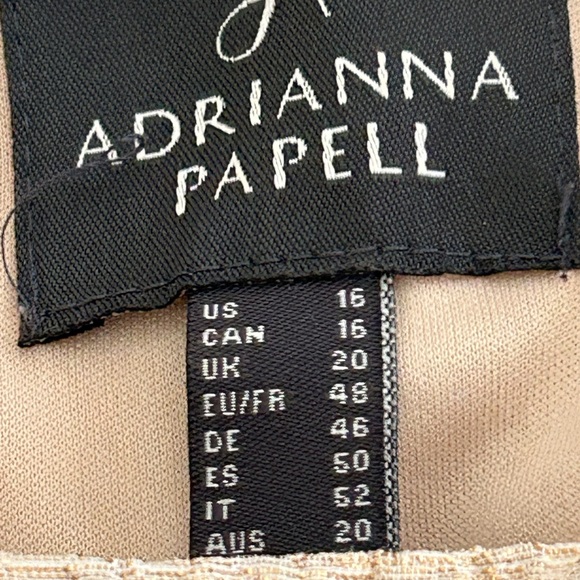 ADRIANNA
PAPELL
US 16
CAN 16
UK 20
EU/FR 48
DE 46
ES 50
IT 52
AUS 20